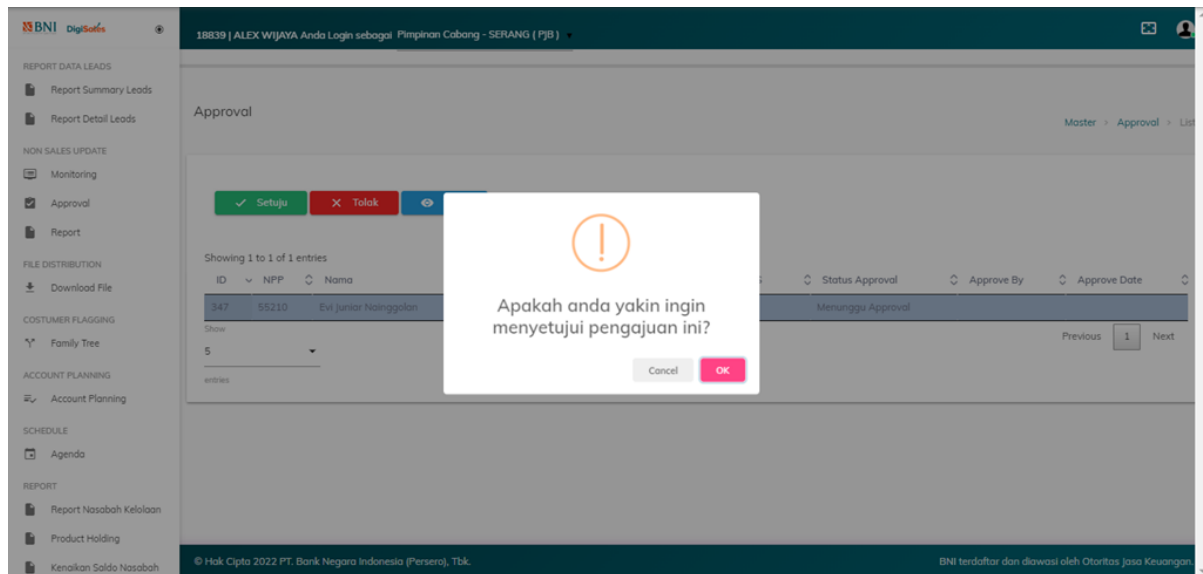 BNI DigiSales
18839 | ALEX WIJAYA Anda Login sebagai Pimpinan Cabang - SERANG ( PJB )
REPORT DATA LEADS
Report Summary Leads
Report Detail Leads
NON SALES UPDATE
Monitoring
Approval
Report
FILE DISTRIBUTION
Download File
COSTUMER FLAGGING
Family Tree
ACCOUNT PLANNING
Account Planning
SCHEDULE
Agenda
REPORT
Report Nasabah Kelolaan
Product Holding
Kenaikan Saldo Nasabah
Approval
Master > Approval > List
Setuju
Tolak
Showing 1 to 1 of 1 entries
ID NPP Nama Status Approval Approve By Approve Date
347 55210 Evi Junior Nainggolan Menunggu Approval
Show
5
entries
Previous 1 Next
Apakah anda yakin ingin
menyetujui pengajuan ini?
Cancel OK
© Hak Cipta 2022 PT. Bank Negara Indonesia (Persero), Tbk.
BNI terdaftar dan diawasi oleh Otoritas Jasa Keuangan.